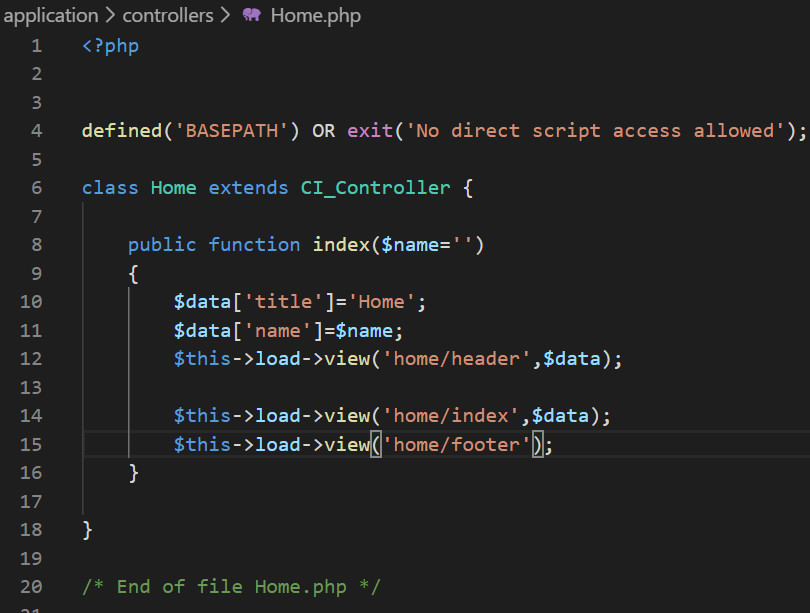 application > controllers > Home.php
1 <?php
2
3
4 defined('BASEPATH') OR exit('No direct script access allowed');
5
6 class Home extends CI_Controller {
7
8 public function index($name='')
9 {
10 $data['title']='Home';
11 $data['name']=$name;
12 $this->load->view('home/header',$data);
13
14 $this->load->view('home/index',$data);
15 $this->load->view('home/footer');
16 }
17
18 }
19
20 /* End of file Home.php */
21